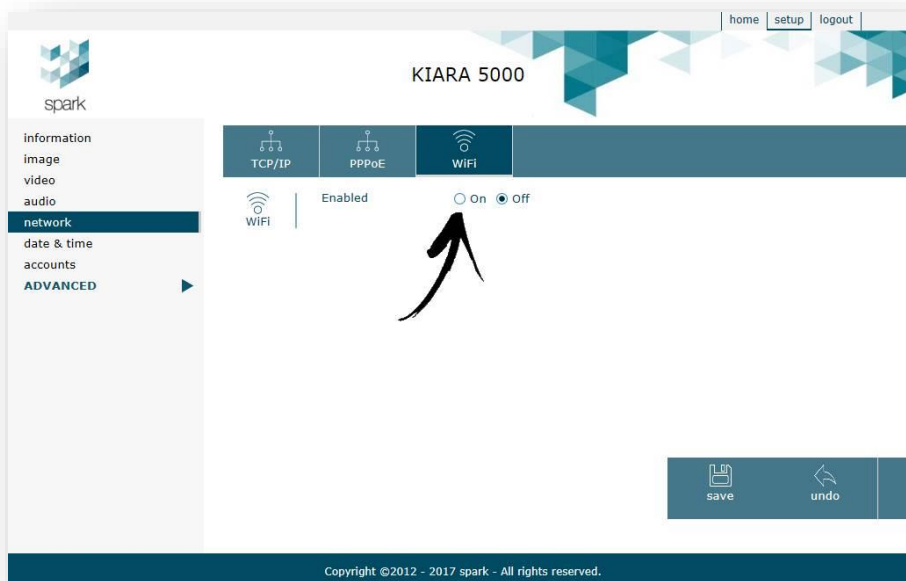 home setup logout
spark
KIARA 5000
information
image
video
audio
network
date & time
accounts
ADVANCED
TCP/IP PPPoE WiFi
WiFi
Enabled On Off
save undo
Copyright ©2012 - 2017 spark - All rights reserved.